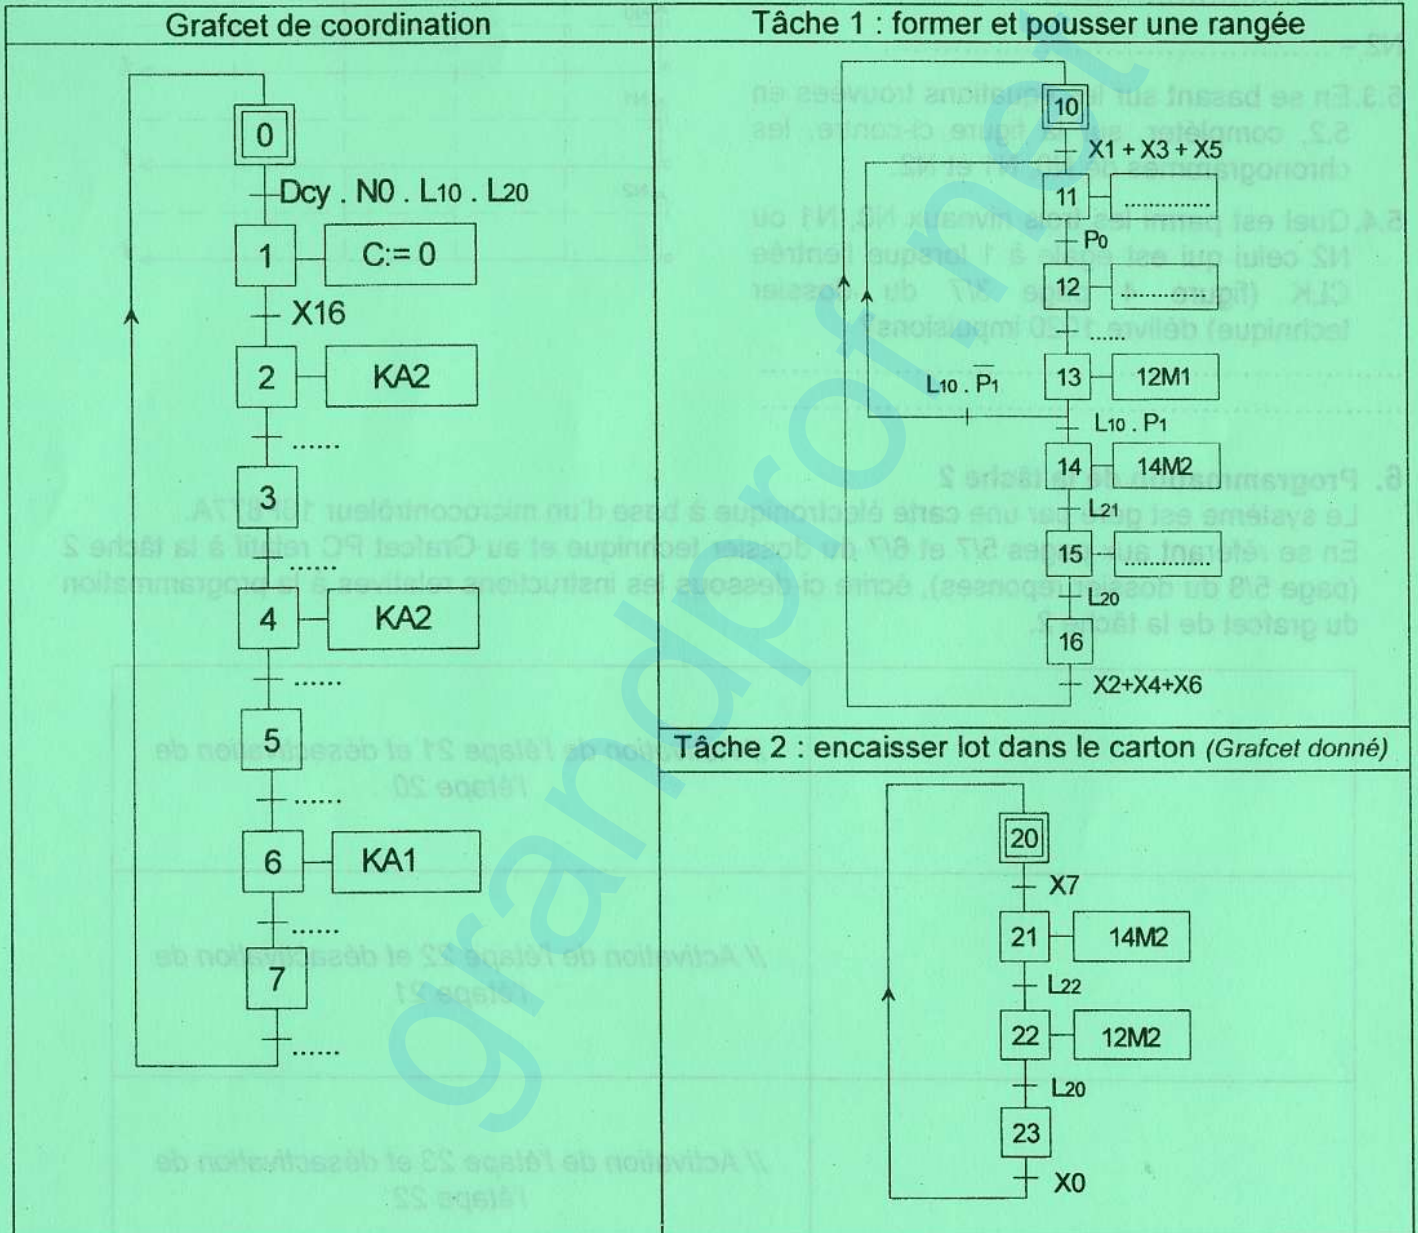 Grafcet de coordination
0
Dcy . N0 . L10 . L20
1
C:= 0
X16
2
KA2
......
3
......
4
KA2
......
5
......
6
KA1
......
7
......
Tâche 1 : former et pousser une rangée
10
X1 + X3 + X5
11
..............
P0
12
................
......
13
12M1
L10 . P̅1̅
L10 . P1
14
14M2
L21
15
..............
L20
16
X2+X4+X6
Tâche 2 : encaisser lot dans le carton (Grafcet donné)
20
X7
21
14M2
L22
22
12M2
L20
23
X0
grandprof.net